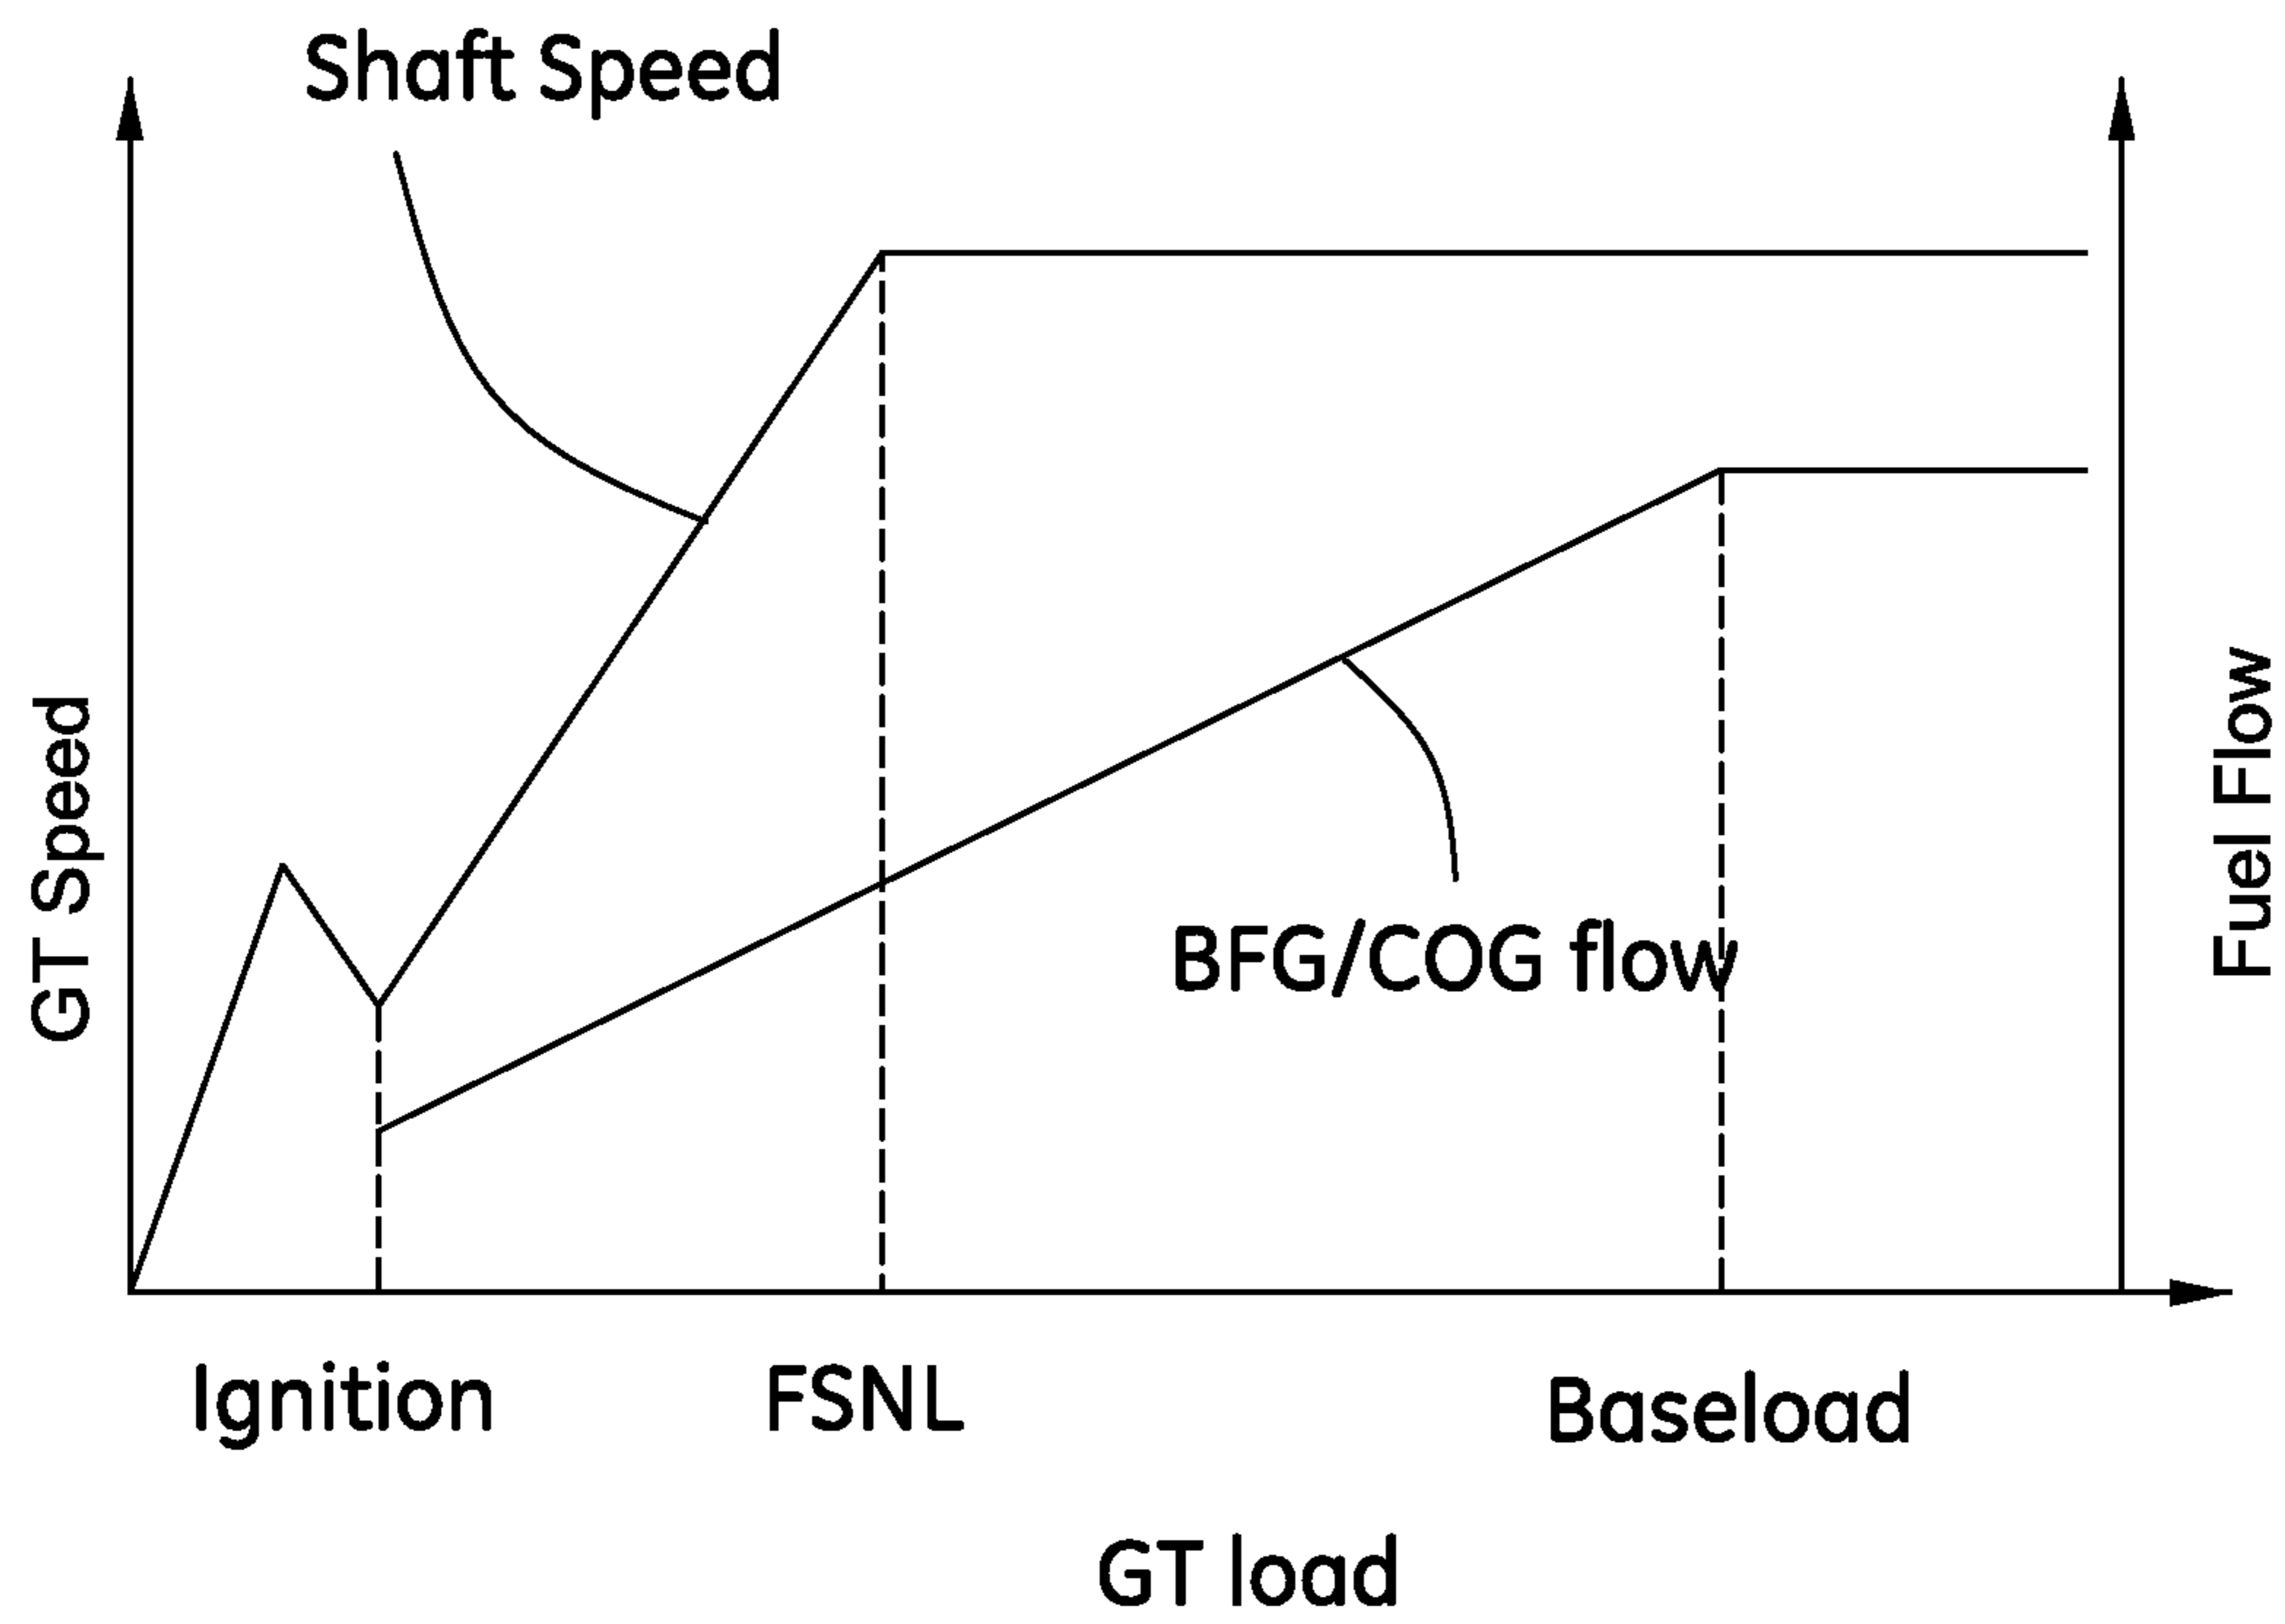 Shaft Speed
GT Speed
Fuel Flow
BFG/COG flow
Ignition
FSNL
Baseload
GT load